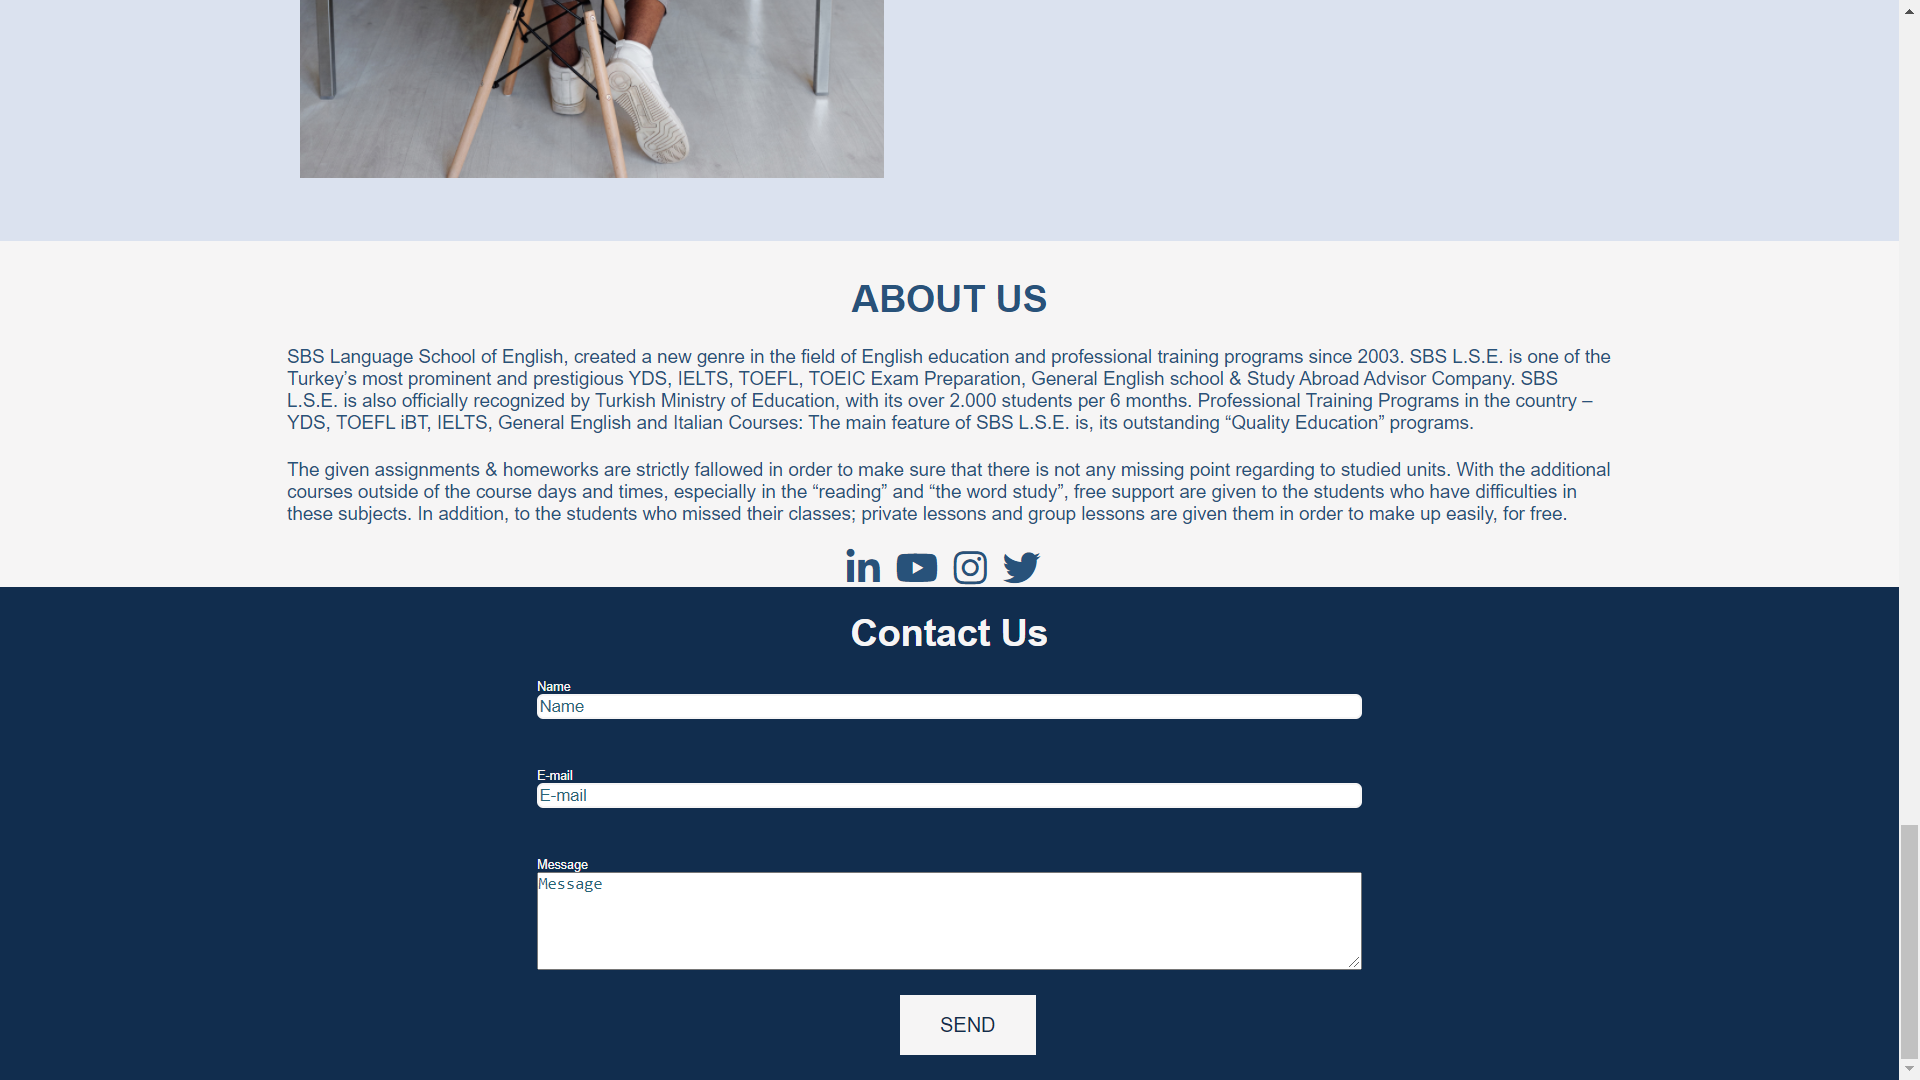 ABOUT US
SBS Language School of English, created a new genre in the field of English education and professional training programs since 2003. SBS L.S.E. is one of the
Turkey’s most prominent and prestigious YDS, IELTS, TOEFL, TOEIC Exam Preparation, General English school & Study Abroad Advisor Company. SBS
L.S.E. is also officially recognized by Turkish Ministry of Education, with its over 2.000 students per 6 months. Professional Training Programs in the country –
YDS, TOEFL iBT, IELTS, General English and Italian Courses: The main feature of SBS L.S.E. is, its outstanding “Quality Education” programs.
The given assignments & homeworks are strictly fallowed in order to make sure that there is not any missing point regarding to studied units. With the additional
courses outside of the course days and times, especially in the “reading” and “the word study”, free support are given to the students who have difficulties in
these subjects. In addition, to the students who missed their classes; private lessons and group lessons are given them in order to make up easily, for free.
in
Contact Us
Name
Name
E-mail
E-mail
Message
Message
SEND